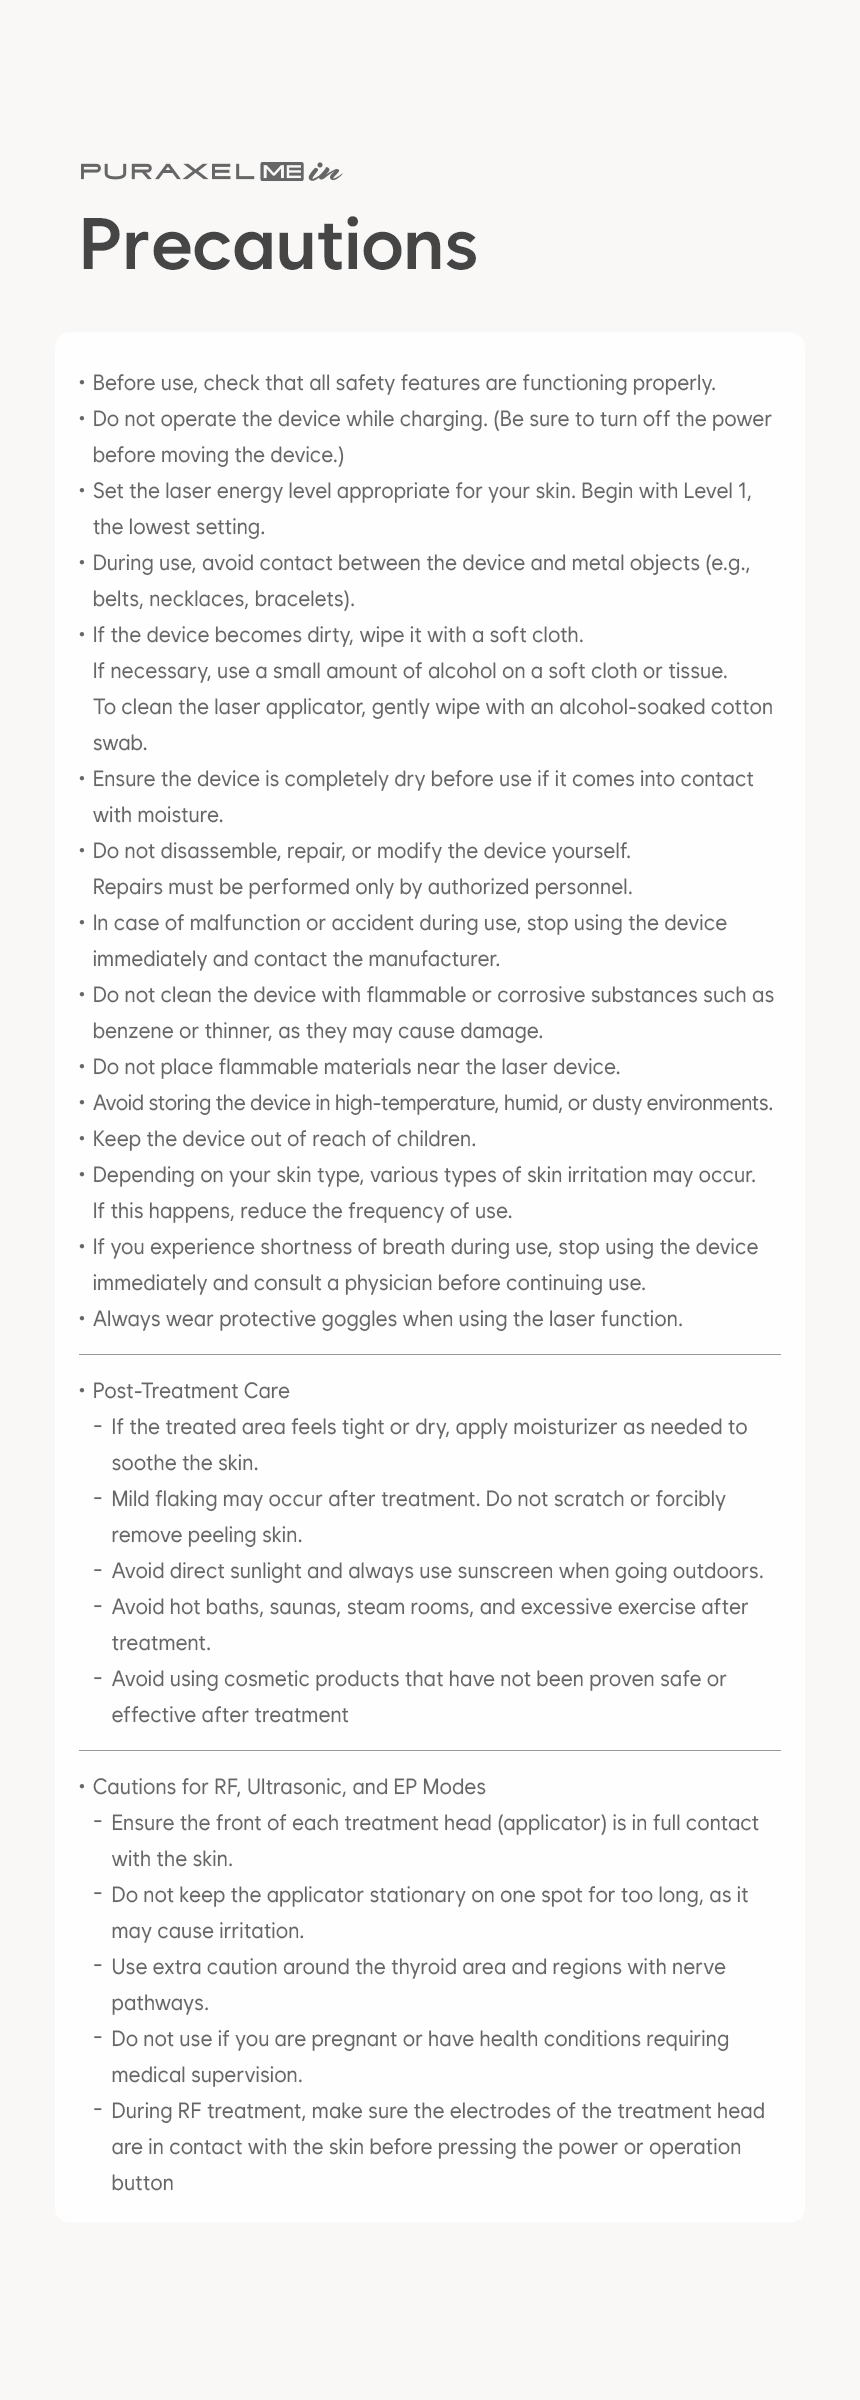 PURAXEL ME in
Precautions
• Before use, check that all safety features are functioning properly.
• Do not operate the device while charging. (Be sure to turn off the power
before moving the device.)
• Set the laser energy level appropriate for your skin. Begin with Level 1,
the lowest setting.
• During use, avoid contact between the device and metal objects (e.g.,
belts, necklaces, bracelets).
• If the device becomes dirty, wipe it with a soft cloth.
If necessary, use a small amount of alcohol on a soft cloth or tissue.
To clean the laser applicator, gently wipe with an alcohol-soaked cotton
swab.
• Ensure the device is completely dry before use if it comes into contact
with moisture.
• Do not disassemble, repair, or modify the device yourself.
Repairs must be performed only by authorized personnel.
• In case of malfunction or accident during use, stop using the device
immediately and contact the manufacturer.
• Do not clean the device with flammable or corrosive substances such as
benzene or thinner, as they may cause damage.
• Do not place flammable materials near the laser device.
• Avoid storing the device in high-temperature, humid, or dusty environments.
• Keep the device out of reach of children.
• Depending on your skin type, various types of skin irritation may occur.
If this happens, reduce the frequency of use.
• If you experience shortness of breath during use, stop using the device
immediately and consult a physician before continuing use.
• Always wear protective goggles when using the laser function.
• Post-Treatment Care
- If the treated area feels tight or dry, apply moisturizer as needed to
soothe the skin.
- Mild flaking may occur after treatment. Do not scratch or forcibly
remove peeling skin.
- Avoid direct sunlight and always use sunscreen when going outdoors.
- Avoid hot baths, saunas, steam rooms, and excessive exercise after
treatment.
- Avoid using cosmetic products that have not been proven safe or
effective after treatment
• Cautions for RF, Ultrasonic, and EP Modes
- Ensure the front of each treatment head (applicator) is in full contact
with the skin.
- Do not keep the applicator stationary on one spot for too long, as it
may cause irritation.
- Use extra caution around the thyroid area and regions with nerve
pathways.
- Do not use if you are pregnant or have health conditions requiring
medical supervision.
- During RF treatment, make sure the electrodes of the treatment head
are in contact with the skin before pressing the power or operation
button